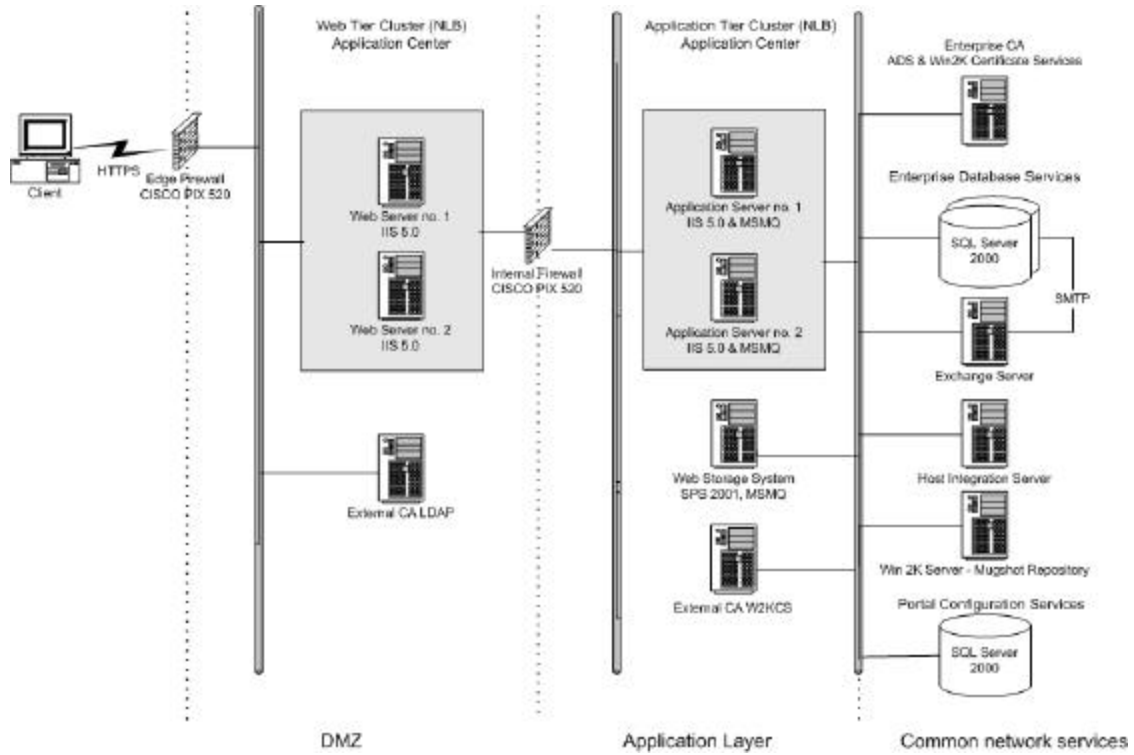 Web Tier Cluster (NLB)
Application Center
Application Tier Cluster (NLB)
Application Center
Enterprise CA
ADS & Win2K Certificate Services
Client
HTTPS
Edge Firewall
CISCO PIX 520
Web Server no. 1
IIS 5.0
Web Server no. 2
IIS 5.0
External CA LDAP
Internal Firewall
CISCO PIX 520
Application Server no. 1
IIS 5.0 & MSMQ
Application Server no. 2
IIS 5.0 & MSMQ
Web Storage System
SPS 2001, MSMQ
External CA W2KCS
Enterprise Database Services
SQL Server
2000
SMTP
Exchange Server
Host Integration Server
Win 2K Server - Mugshot Repository
Portal Configuration Services
SQL Server
2000
DMZ
Application Layer
Common network services